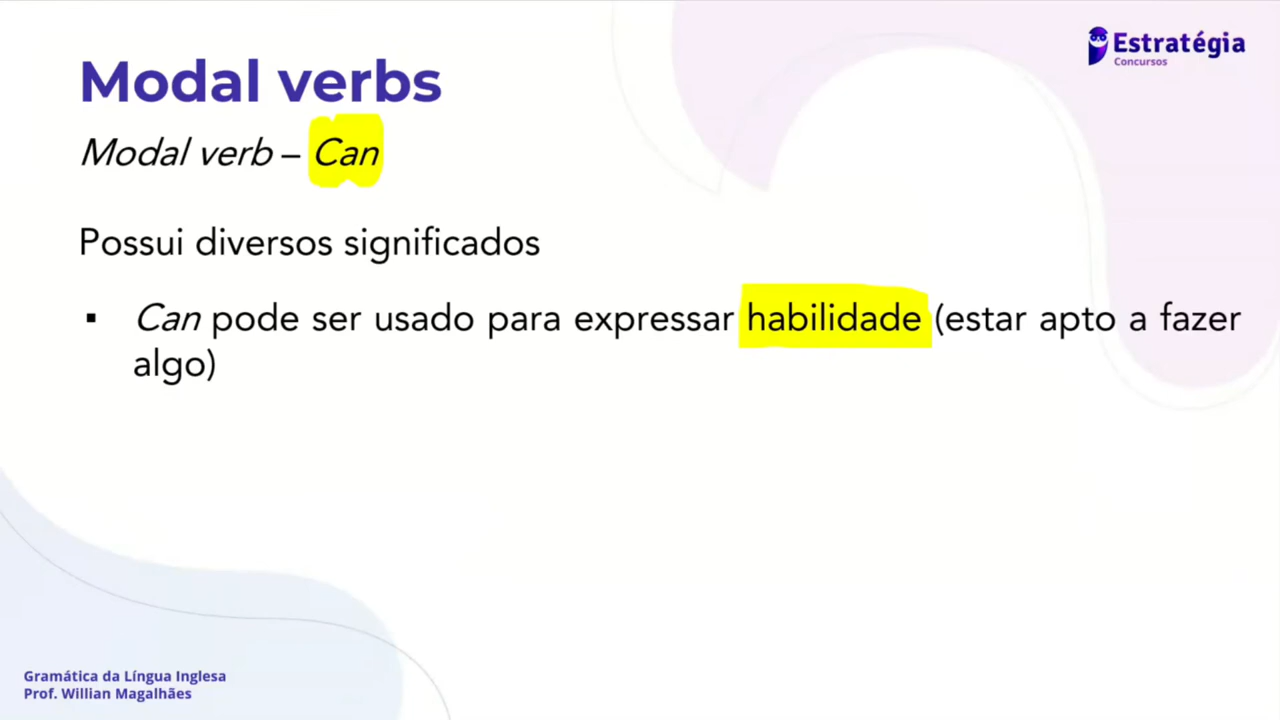 Estratégia
Concursos
Modal verbs
Modal verb – Can
Possui diversos significados
▪ Can pode ser usado para expressar habilidade (estar apto a fazer
algo)
Gramática da Língua Inglesa
Prof. Willian Magalhães